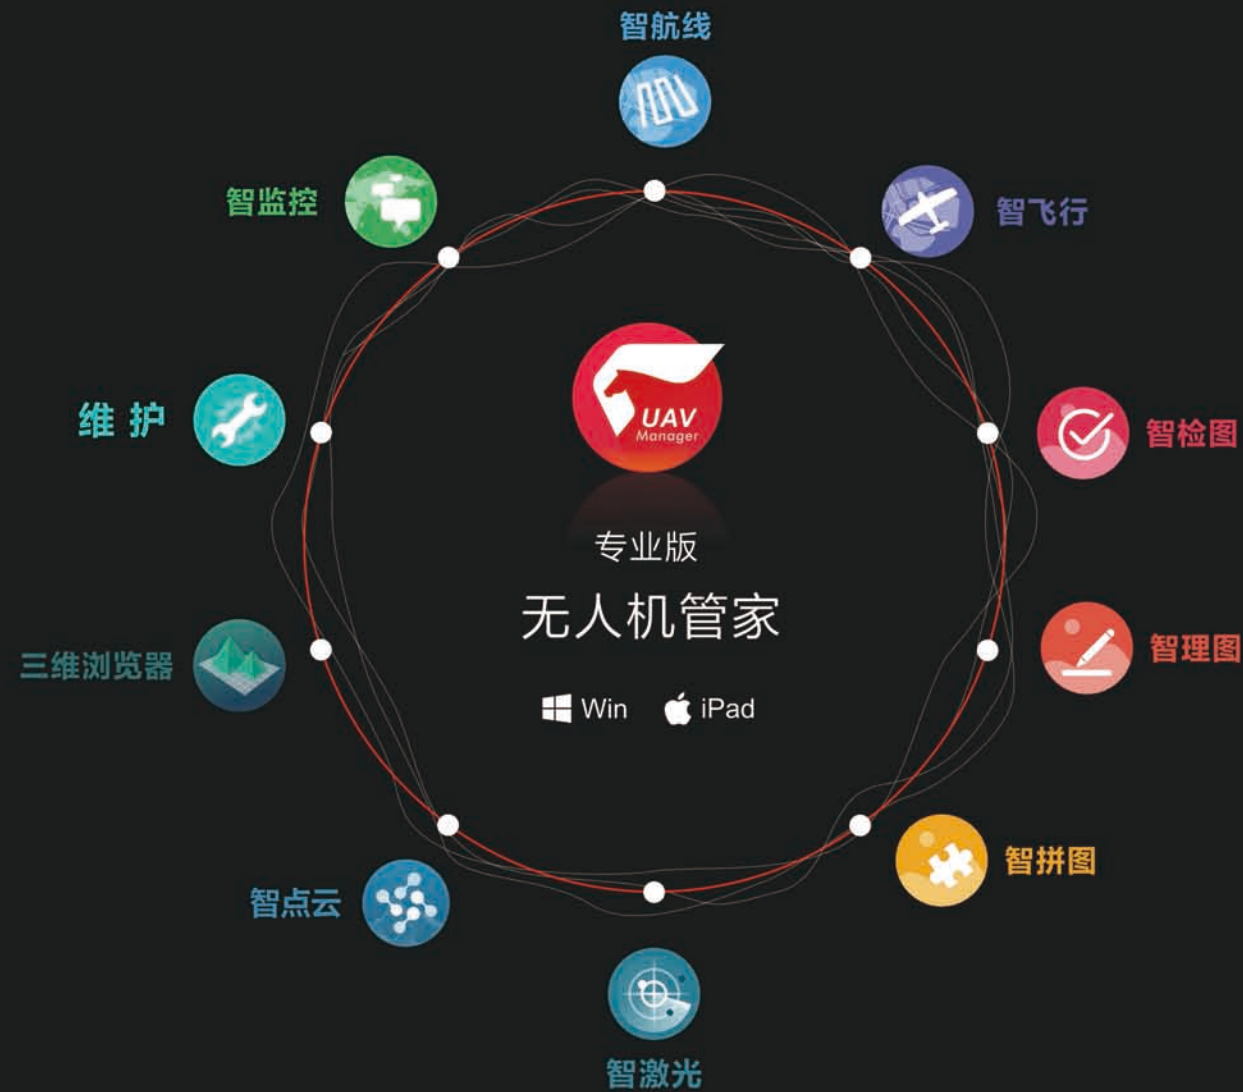 智航线
智监控
智飞行
维 护
智检图
UAV
Manager
专业版
无人机管家
三维浏览器
智理图
Win
iPad
智点云
智拼图
智激光